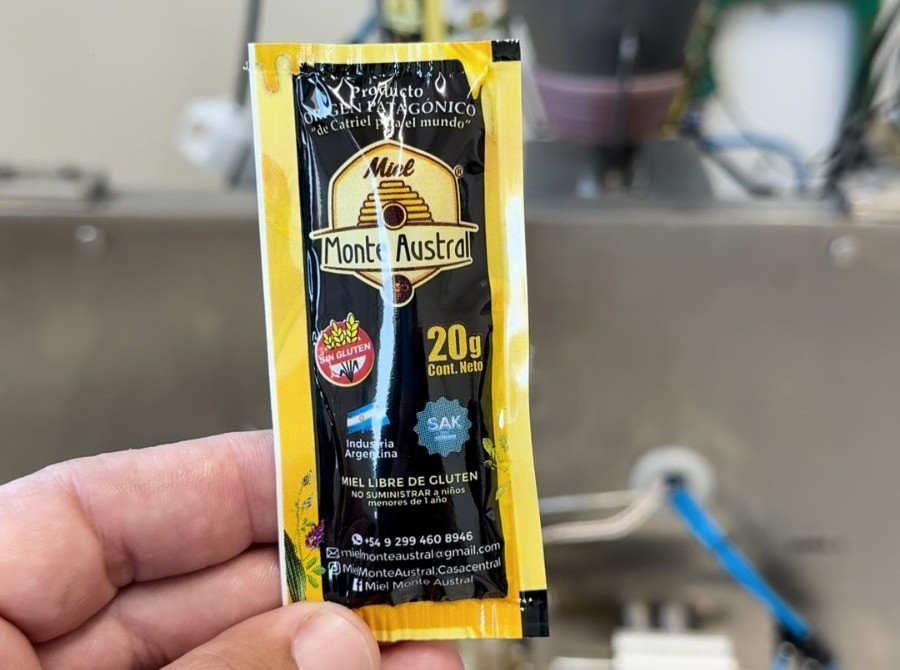 Producto
ORIGEN PATAGÓNICO
"de Catriel para el mundo"
Miel
®
Monte Austral
SIN GLUTEN
20g
Cont. Neto
Industria
Argentina
SAK
MIEL LIBRE DE GLUTEN
NO SUMINISTRAR a niños
menores de 1 año
+54 9 299 460 8946
mielmonteaustral@gmail.com
MielMonteAustral.Casacentral
Miel Monte Austral